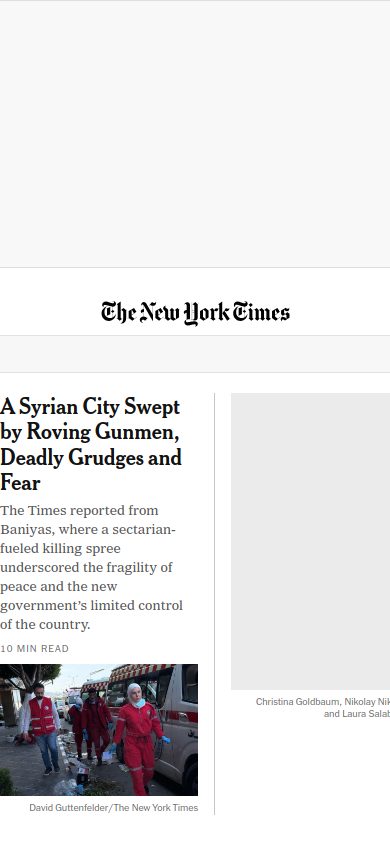 The New York Times
A Syrian City Swept
by Roving Gunmen,
Deadly Grudges and
Fear
The Times reported from
Baniyas, where a sectarian-
fueled killing spree
underscored the fragility of
peace and the new
government’s limited control
of the country.
10 MIN READ
David Guttenfelder/The New York Times
Christina Goldbaum, Nikolay Nik
and Laura Salab